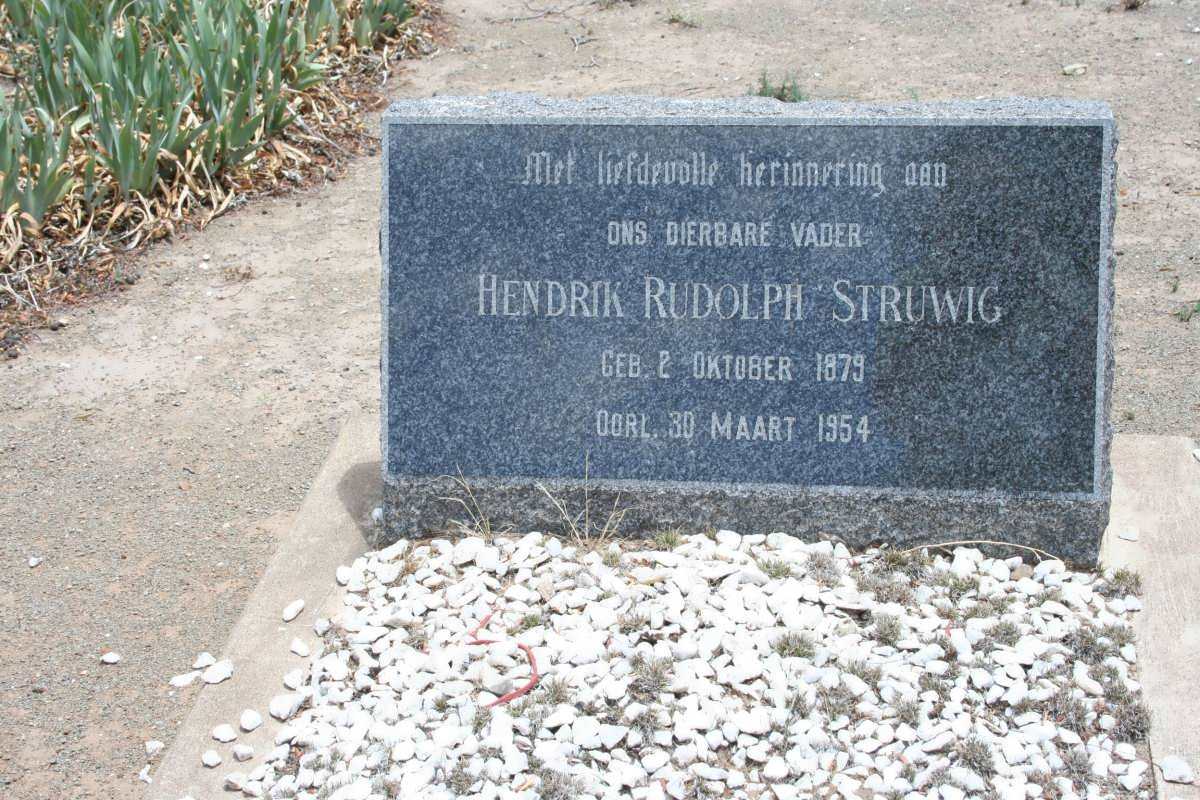 Met liefdevolle herinnering aan
ONS DIERBARE VADER
HENDRIK RUDOLPH STRUWIG
GEB. 2 OKTOBER 1879
OORL. 30 MAART 1954